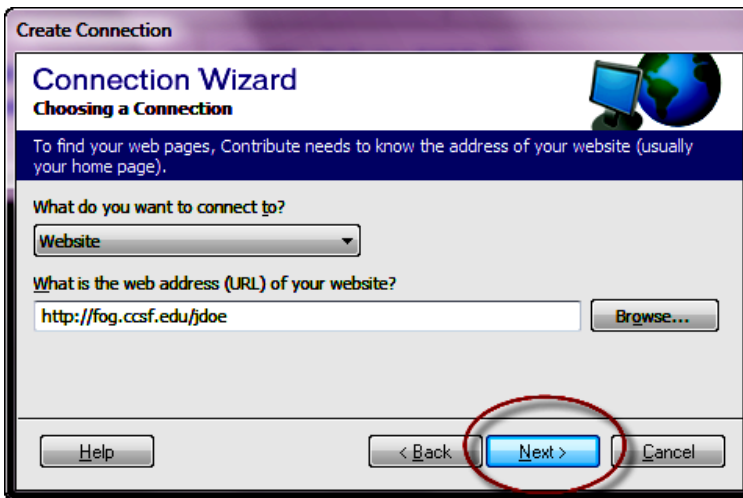 Create Connection
Connection Wizard
Choosing a Connection
To find your web pages, Contribute needs to know the address of your website (usually
your home page).
What do you want to connect to?
Website
What is the web address (URL) of your website?
http://fog.ccsf.edu/jdoe
Browse...
Help
< Back
Next >
Cancel